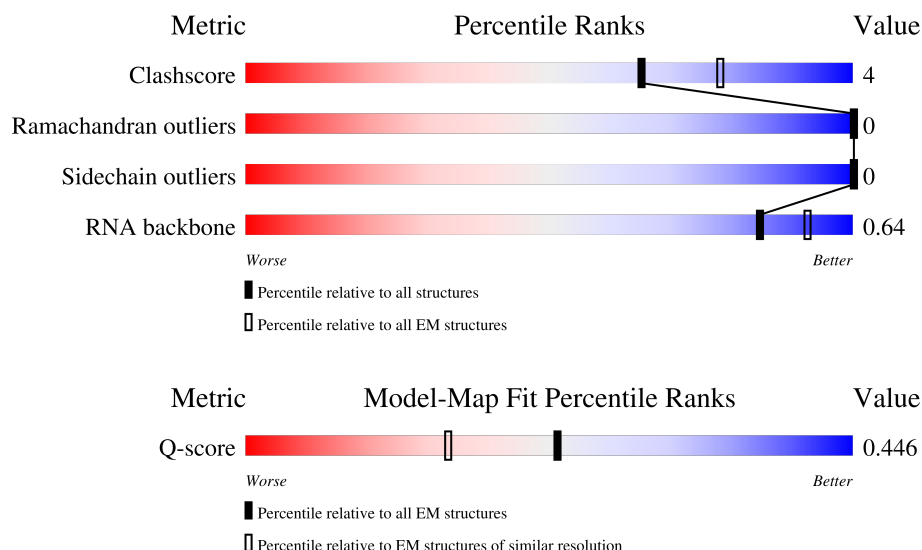 Metric Percentile Ranks Value
Clashscore 4
Ramachandran outliers 0
Sidechain outliers 0
RNA backbone 0.64
Worse Better
Percentile relative to all structures
Percentile relative to all EM structures
Metric Model-Map Fit Percentile Ranks Value
Q-score 0.446
Worse Better
Percentile relative to all EM structures
Percentile relative to EM structures of similar resolution